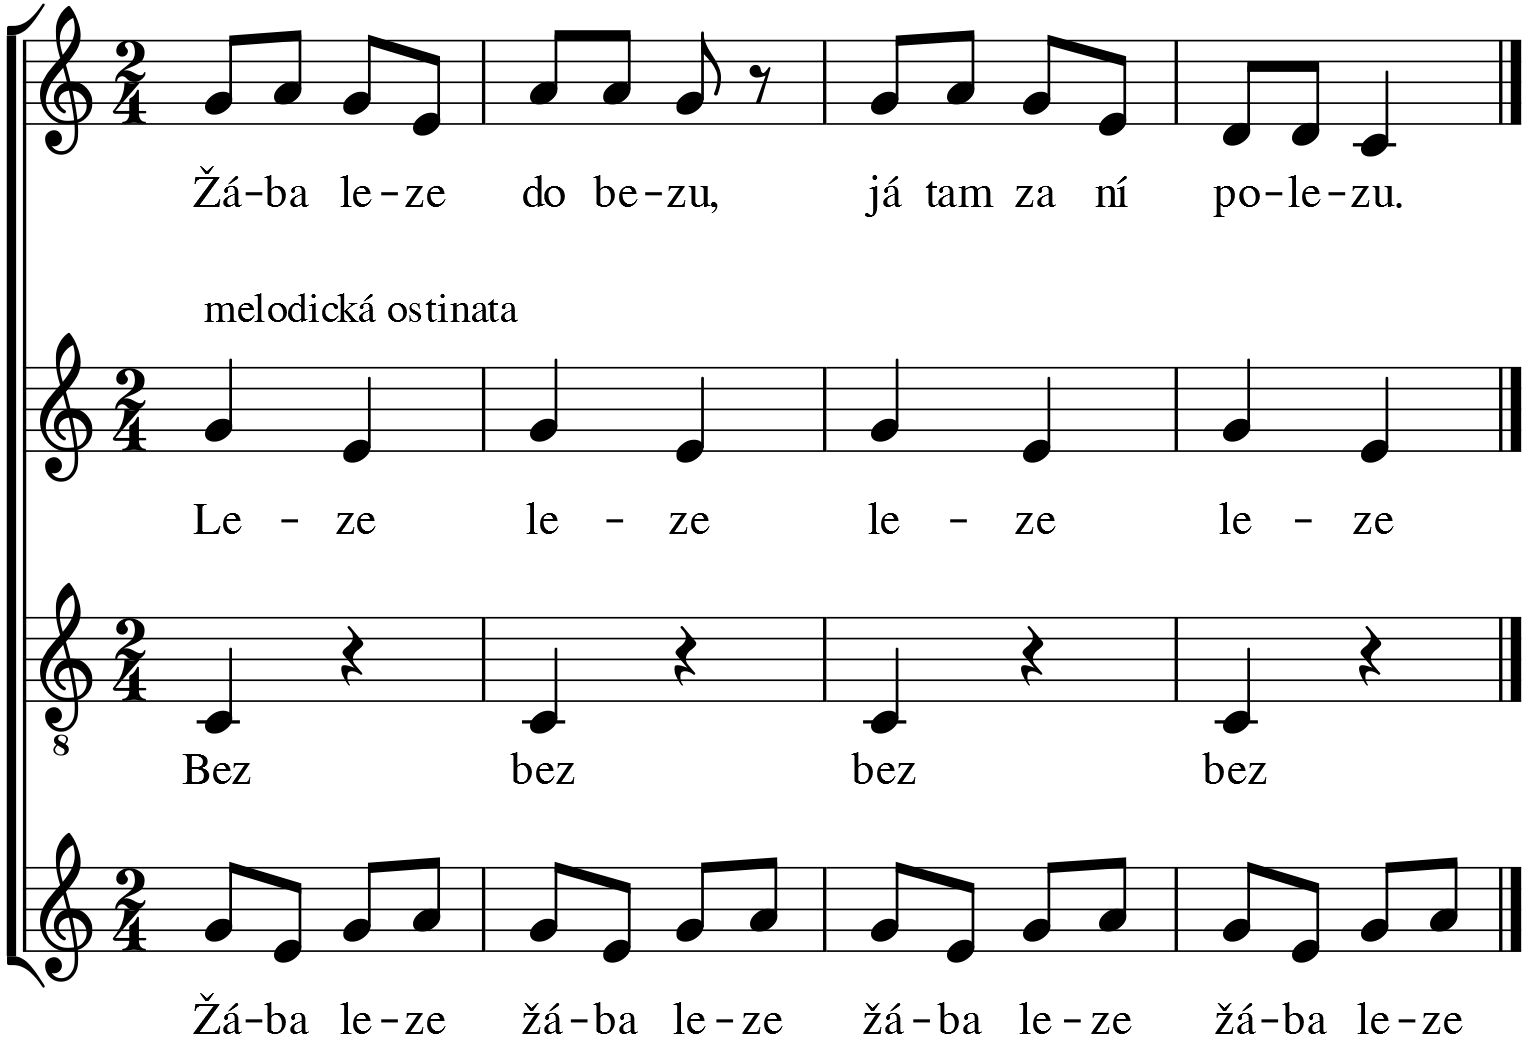 Žá-ba le-ze do be-zu, já tam za ní po-le-zu.
melodická ostinata
Le - ze le - ze le - ze le - ze
8
Bez bez bez bez
Žá-ba le-ze žá-ba le-ze žá-ba le-ze žá-ba le-ze